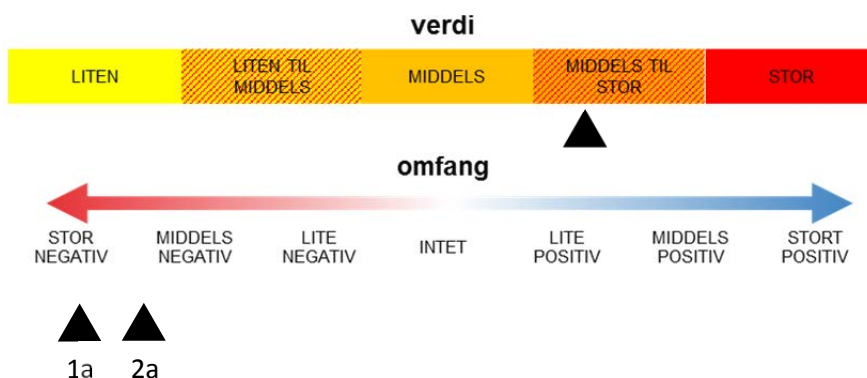 verdi
LITEN
LITEN TIL
MIDDELS
MIDDELS
MIDDELS TIL
STOR
STOR
omfang
STOR
NEGATIV
MIDDELS
NEGATIV
LITE
NEGATIV
INTET
LITE
POSITIV
MIDDELS
POSITIV
STORT
POSITIV
1a
2a